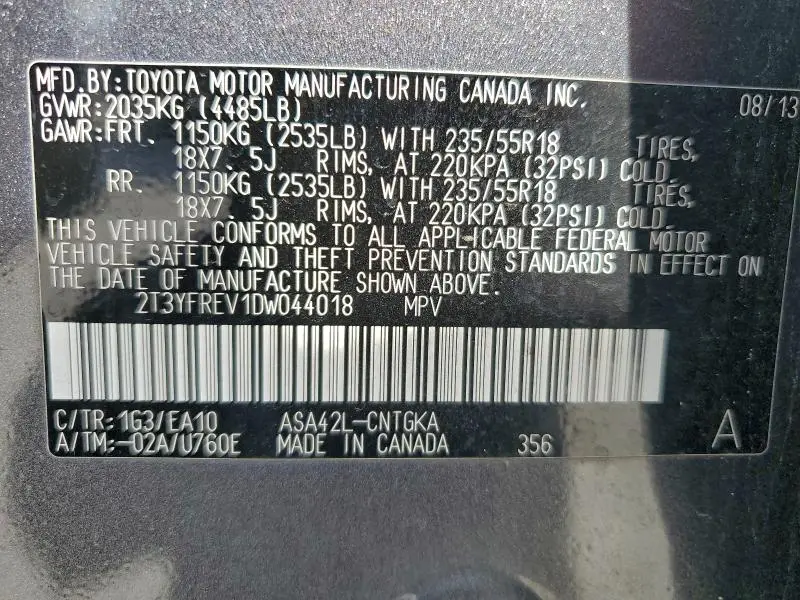 MFD.BY:TOYOTA MOTOR MANUFACTURING CANADA INC.
GVWR:2035KG (4485LB) 08/13
GAWR:FRT. 1150KG (2535LB) WITH 235/55R18 TIRES,
18X7.5J RIMS, AT 220KPA (32PSI) COLD.
RR. 1150KG (2535LB) WITH 235/55R18 TIRES,
18X7.5J RIMS, AT 220KPA (32PSI) COLD.
THIS VEHICLE CONFORMS TO ALL APPLICABLE FEDERAL MOTOR
VEHICLE SAFETY AND THEFT PREVENTION STANDARDS IN EFFECT ON
THE DATE OF MANUFACTURE SHOWN ABOVE.
2T3YFREV1DW044018 MPV
C/TR:1G3/EA10 ASA42L-CNTGKA
A/TM:-02A/U760E MADE IN CANADA 356 A